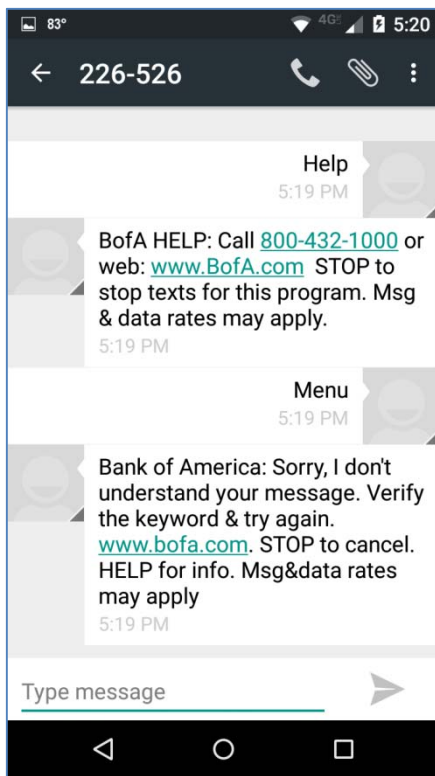 83° 4G 5:20
226-526
Help
5:19 PM
BofA HELP: Call 800-432-1000 or
web: www.BofA.com STOP to
stop texts for this program. Msg
& data rates may apply.
5:19 PM
Menu
5:19 PM
Bank of America: Sorry, I don't
understand your message. Verify
the keyword & try again.
www.bofa.com. STOP to cancel.
HELP for info. Msg&data rates
may apply
5:19 PM
Type message